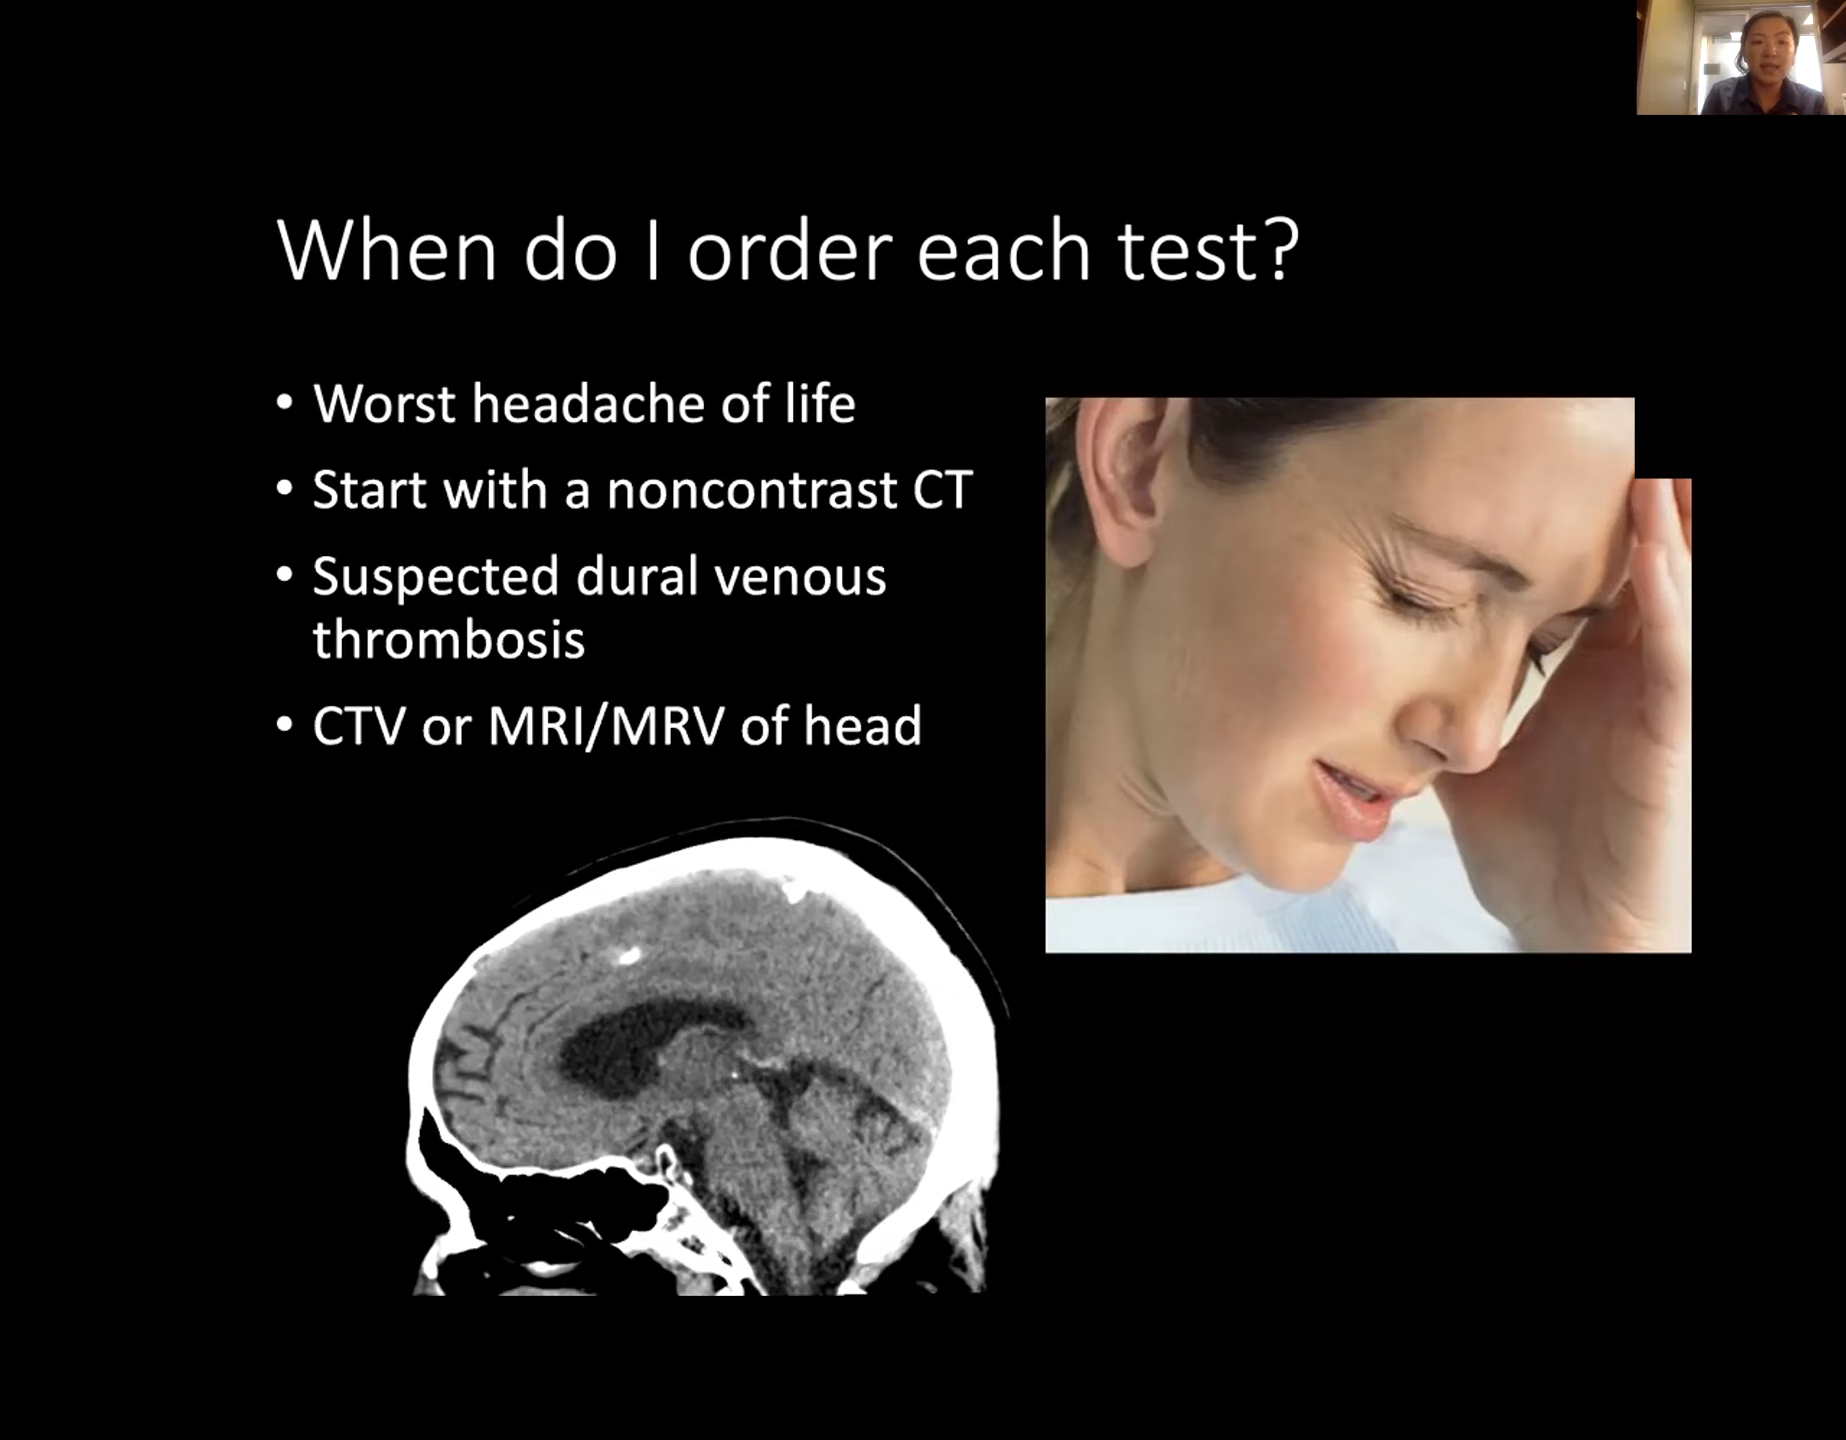 When do I order each test?
• Worst headache of life
• Start with a noncontrast CT
• Suspected dural venous
thrombosis
• CTV or MRI/MRV of head